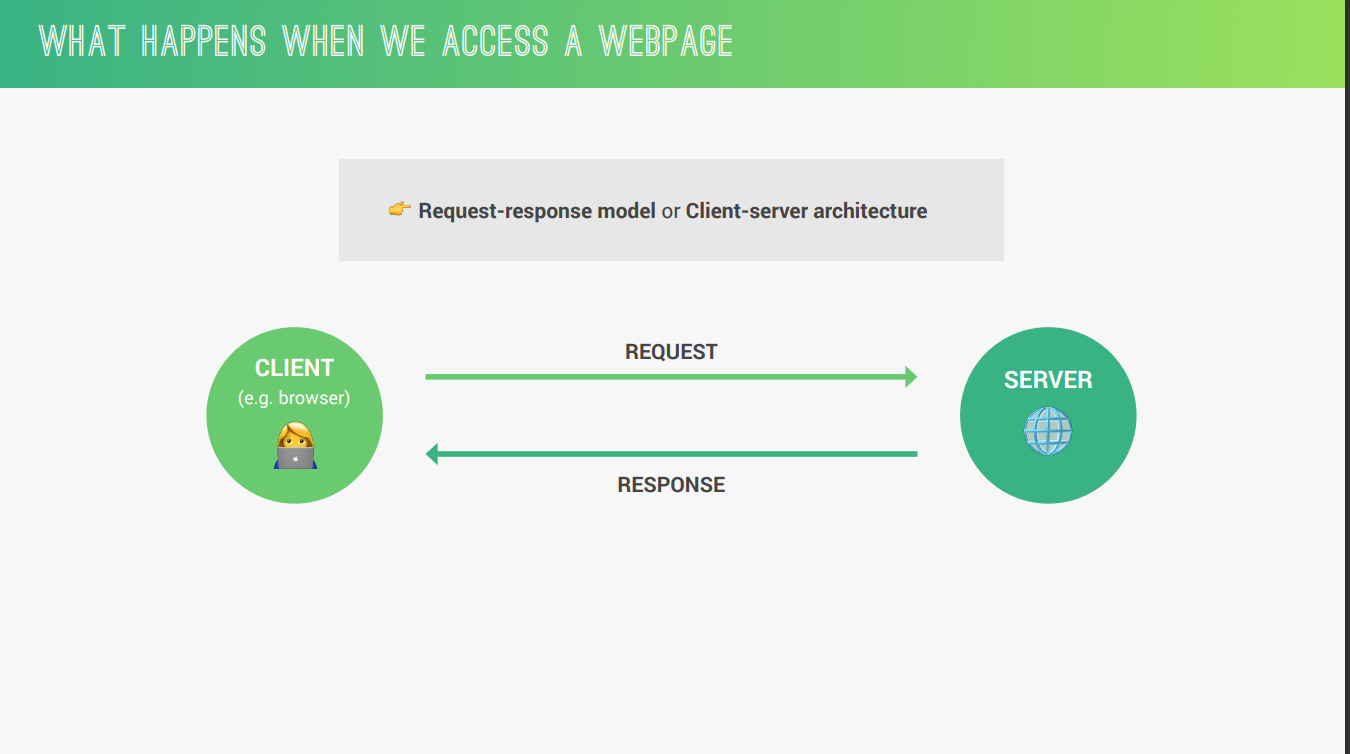 WHAT HAPPENS WHEN WE ACCESS A WEBPAGE
👉 Request-response model or Client-server architecture
CLIENT
(e.g. browser)
REQUEST
RESPONSE
SERVER